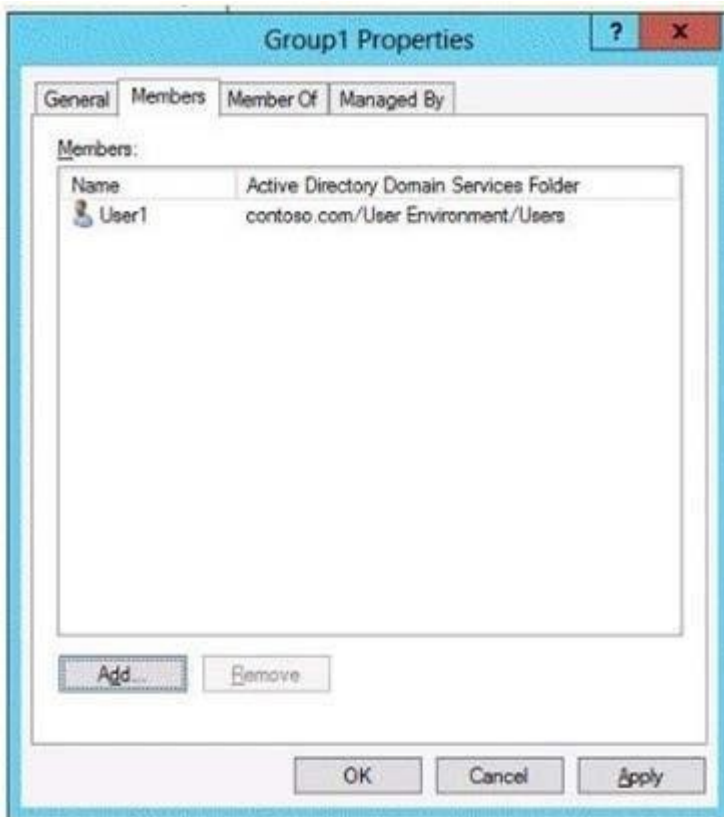 Group1 Properties
? x
General Members Member Of Managed By
Members:
Name Active Directory Domain Services Folder
User1 contoso.com/User Environment/Users
Add... Remove
OK Cancel Apply